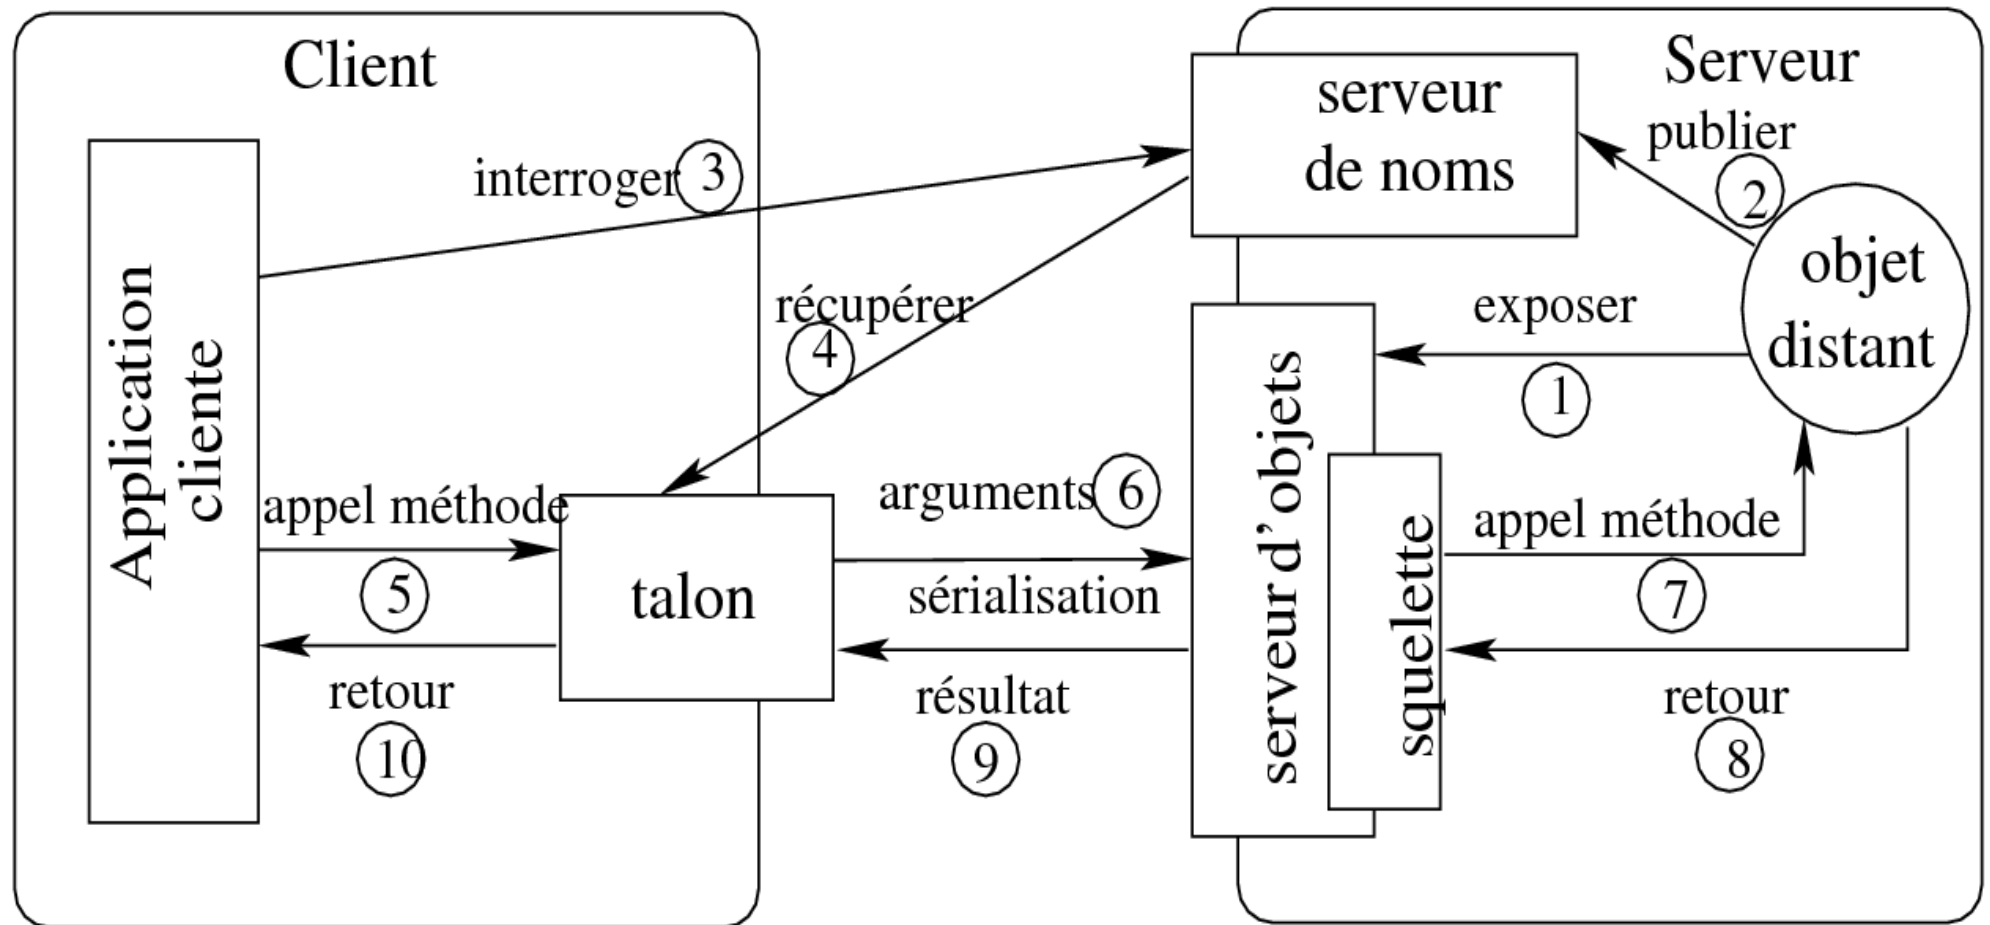 Client
Serveur
serveur
de noms
publier
2
interroger 3
objet
distant
récupérer
4
exposer
1
Application
cliente
appel méthode
5
talon
arguments 6
sérialisation
serveur d'objets
squelette
appel méthode
7
retour
10
résultat
9
retour
8